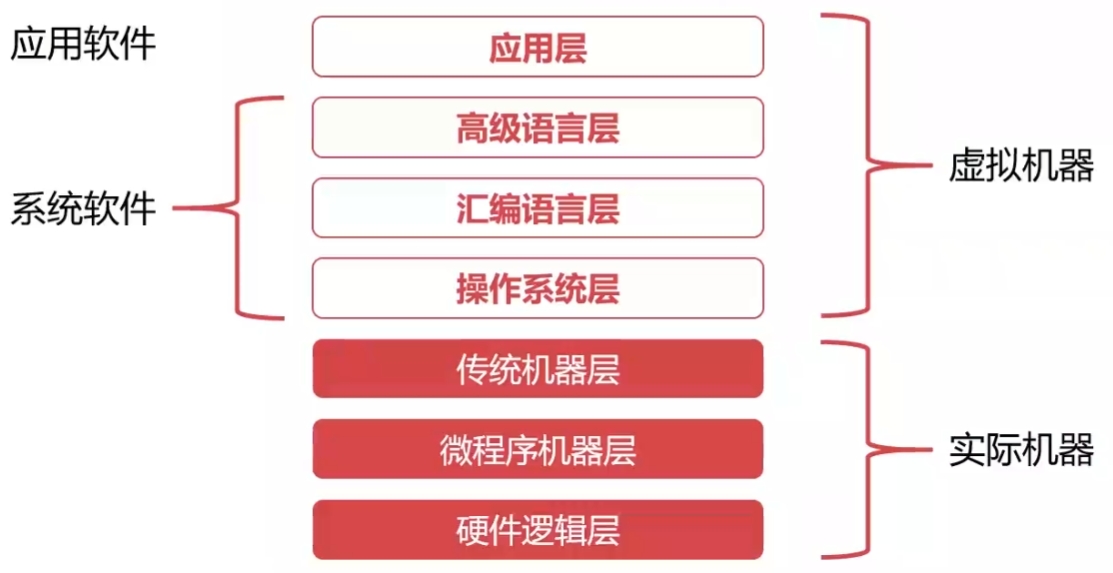 应用软件
应用层
高级语言层
系统软件
汇编语言层
操作系统层
虚拟机器
传统机器层
微程序机器层
硬件逻辑层
实际机器